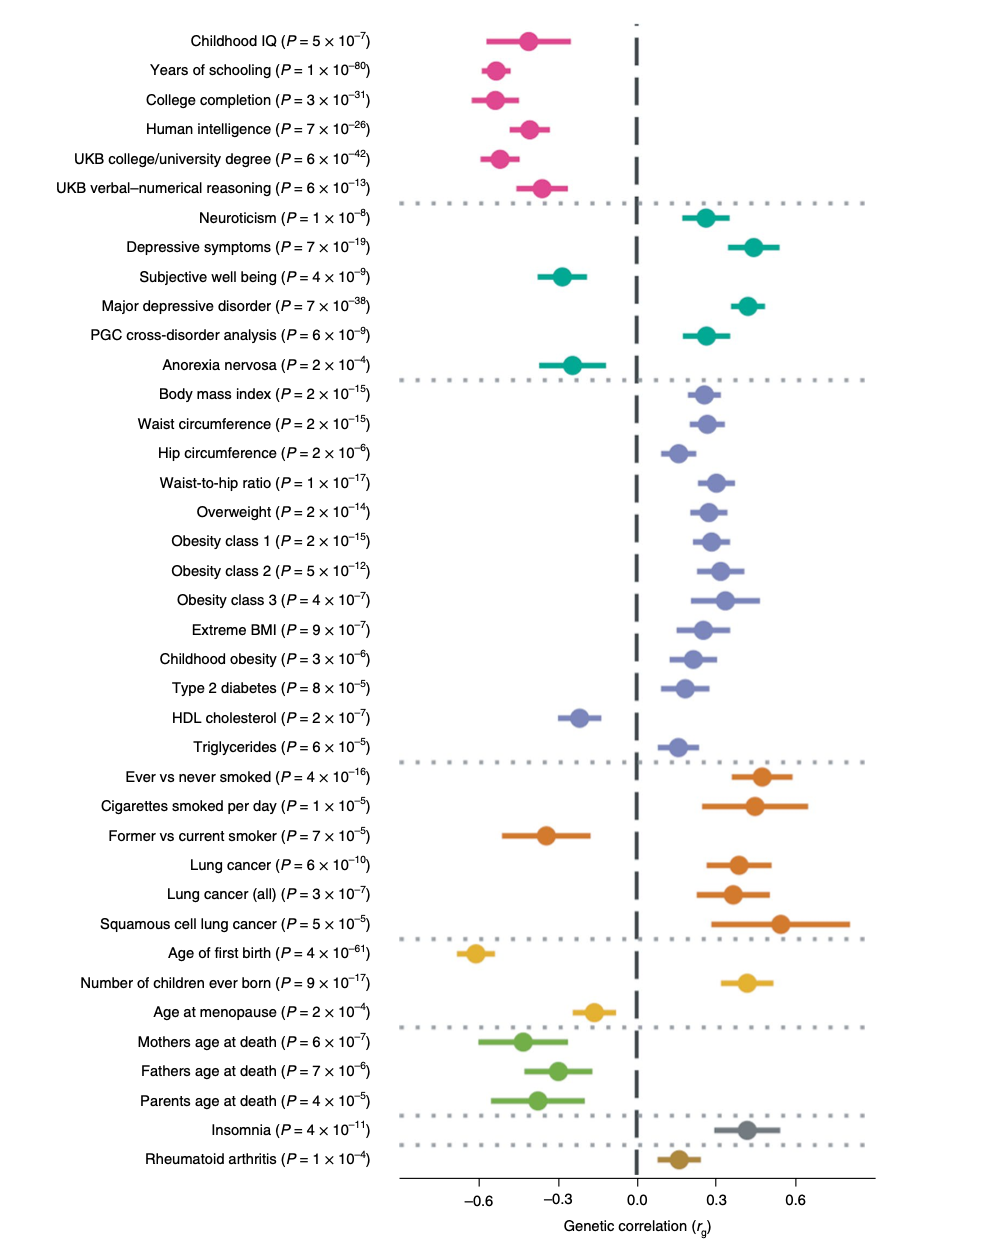 Childhood IQ (P = 5 × 10⁻⁷)
Years of schooling (P = 1 × 10⁻⁸⁰)
College completion (P = 3 × 10⁻³¹)
Human intelligence (P = 7 × 10⁻²⁶)
UKB college/university degree (P = 6 × 10⁻⁴²)
UKB verbal–numerical reasoning (P = 6 × 10⁻¹³)
Neuroticism (P = 1 × 10⁻⁸)
Depressive symptoms (P = 7 × 10⁻¹⁹)
Subjective well being (P = 4 × 10⁻⁹)
Major depressive disorder (P = 7 × 10⁻³⁸)
PGC cross-disorder analysis (P = 6 × 10⁻⁹)
Anorexia nervosa (P = 2 × 10⁻⁴)
Body mass index (P = 2 × 10⁻¹⁵)
Waist circumference (P = 2 × 10⁻¹⁵)
Hip circumference (P = 2 × 10⁻⁶)
Waist-to-hip ratio (P = 1 × 10⁻¹⁷)
Overweight (P = 2 × 10⁻¹⁴)
Obesity class 1 (P = 2 × 10⁻¹⁵)
Obesity class 2 (P = 5 × 10⁻¹²)
Obesity class 3 (P = 4 × 10⁻⁷)
Extreme BMI (P = 9 × 10⁻⁷)
Childhood obesity (P = 3 × 10⁻⁶)
Type 2 diabetes (P = 8 × 10⁻⁵)
HDL cholesterol (P = 2 × 10⁻⁷)
Triglycerides (P = 6 × 10⁻⁵)
Ever vs never smoked (P = 4 × 10⁻¹⁶)
Cigarettes smoked per day (P = 1 × 10⁻⁵)
Former vs current smoker (P = 7 × 10⁻⁵)
Lung cancer (P = 6 × 10⁻¹⁰)
Lung cancer (all) (P = 3 × 10⁻⁷)
Squamous cell lung cancer (P = 5 × 10⁻⁵)
Age of first birth (P = 4 × 10⁻⁶¹)
Number of children ever born (P = 9 × 10⁻¹⁷)
Age at menopause (P = 2 × 10⁻⁴)
Mothers age at death (P = 6 × 10⁻⁷)
Fathers age at death (P = 7 × 10⁻⁶)
Parents age at death (P = 4 × 10⁻⁵)
Insomnia (P = 4 × 10⁻¹¹)
Rheumatoid arthritis (P = 1 × 10⁻⁴)
–0.6 –0.3 0.0 0.3 0.6
Genetic correlation (rg)